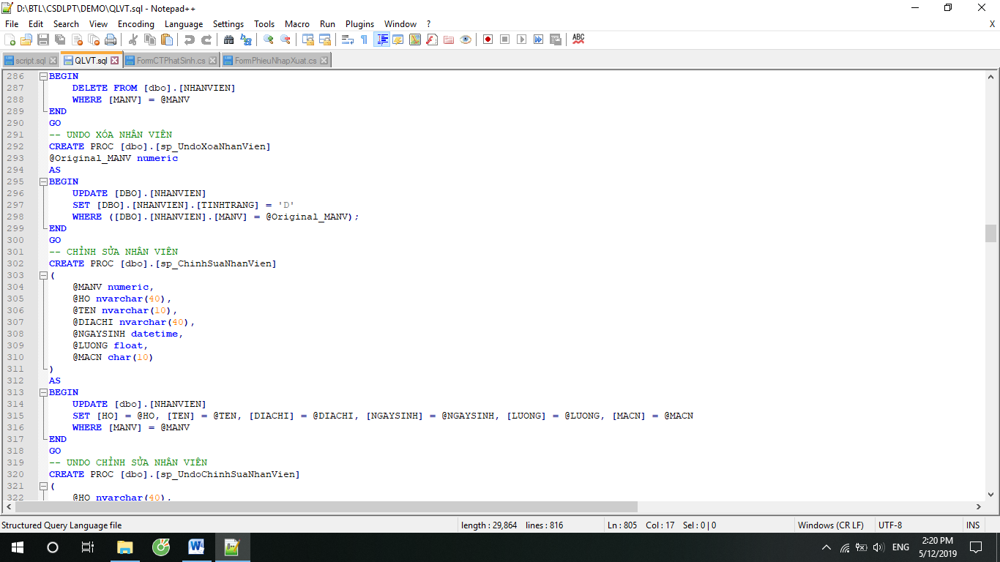 D:\BTL\CSDLPT\DEMO\QLVT.sql - Notepad++
File Edit Search View Encoding Language Settings Tools Macro Run Plugins Window ? X
script.sql QLVT.sql FormCTPhatSinh.cs FormPhieuNhapXuat.cs
286 BEGIN
287 DELETE FROM [dbo].[NHANVIEN]
288 WHERE [MANV] = @MANV
289 END
290 GO
291 -- UNDO XÓA NHÂN VIÊN
292 CREATE PROC [dbo].[sp_UndoXoaNhanVien]
293 @Original_MANV numeric
294 AS
295 BEGIN
296 UPDATE [DBO].[NHANVIEN]
297 SET [DBO].[NHANVIEN].[TINHTRANG] = 'D'
298 WHERE ([DBO].[NHANVIEN].[MANV] = @Original_MANV);
299 END
300 GO
301 -- CHỈNH SỬA NHÂN VIÊN
302 CREATE PROC [dbo].[sp_ChinhSuaNhanVien]
303 (
304 @MANV numeric,
305 @HO nvarchar(40),
306 @TEN nvarchar(10),
307 @DIACHI nvarchar(40),
308 @NGAYSINH datetime,
309 @LUONG float,
310 @MACN char(10)
311 )
312 AS
313 BEGIN
314 UPDATE [dbo].[NHANVIEN]
315 SET [HO] = @HO, [TEN] = @TEN, [DIACHI] = @DIACHI, [NGAYSINH] = @NGAYSINH, [LUONG] = @LUONG, [MACN] = @MACN
316 WHERE [MANV] = @MANV
317 END
318 GO
319 -- UNDO CHỈNH SỬA NHÂN VIÊN
320 CREATE PROC [dbo].[sp_UndoChinhSuaNhanVien]
321 (
322 @HO nvarchar(40),
Structured Query Language file length : 29,864 lines : 816 Ln : 805 Col : 17 Sel : 0 | 0 Windows (CR LF) UTF-8 INS
ENG 2:20 PM
5/12/2019